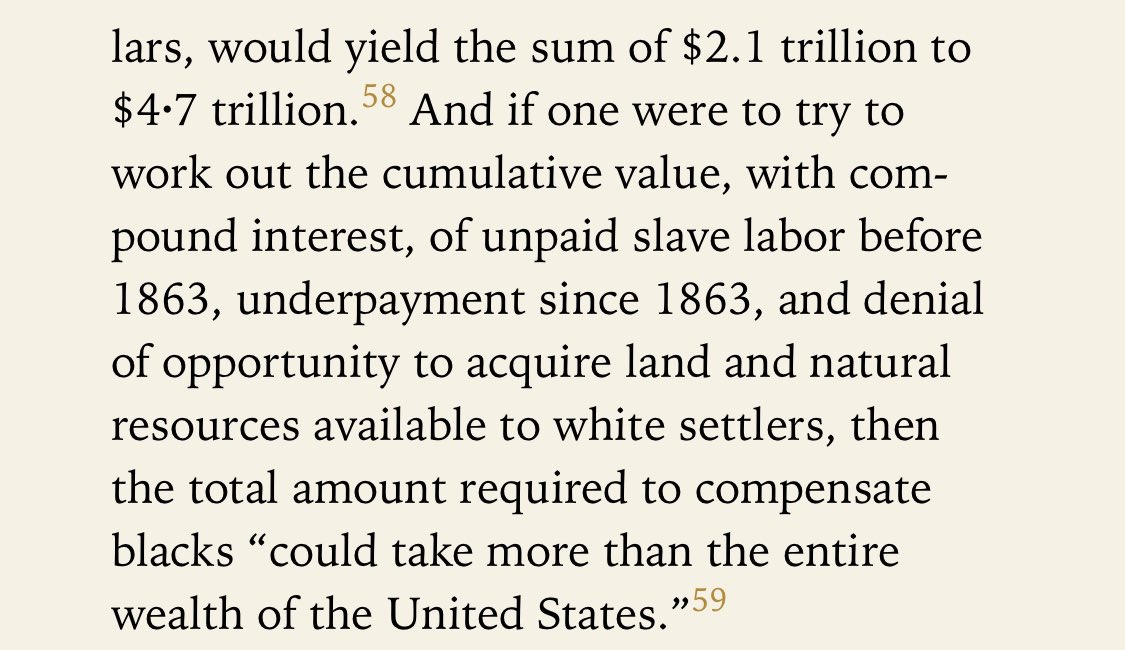 lars, would yield the sum of $2.1 trillion to
$4·7 trillion.58 And if one were to try to
work out the cumulative value, with com-
pound interest, of unpaid slave labor before
1863, underpayment since 1863, and denial
of opportunity to acquire land and natural
resources available to white settlers, then
the total amount required to compensate
blacks “could take more than the entire
wealth of the United States.”59